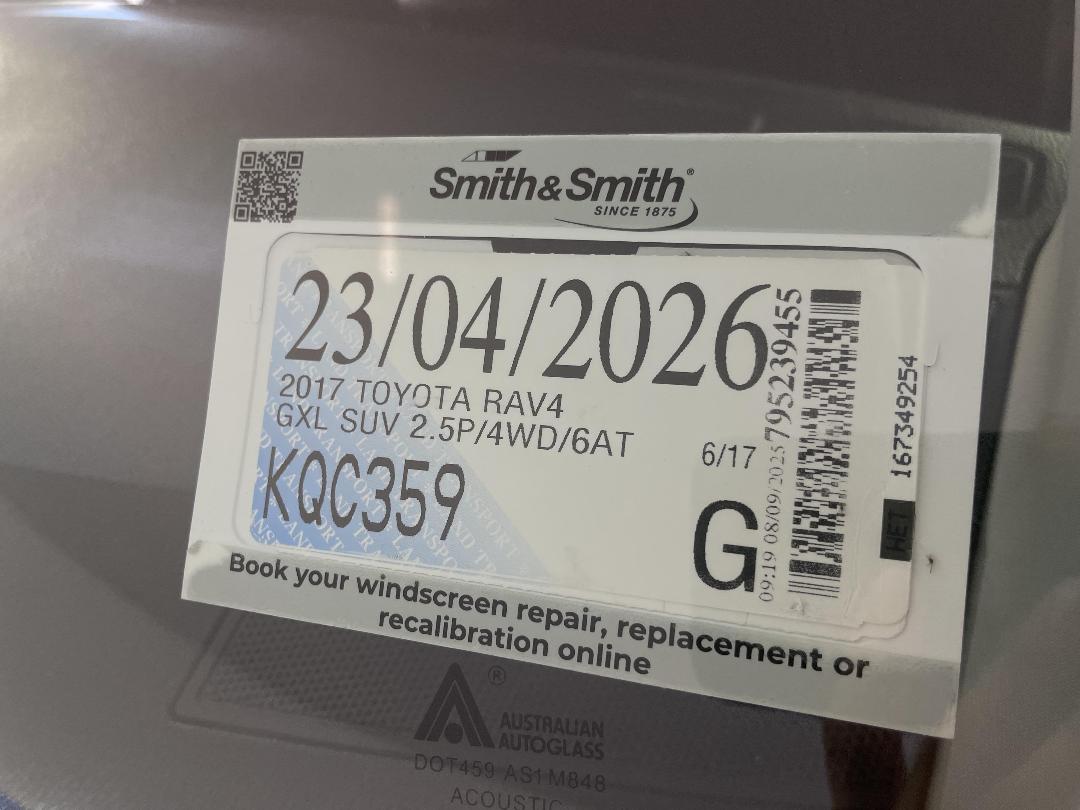 Smith&Smith®
SINCE 1875
23/04/2026
2017 TOYOTA RAV4
GXL SUV 2.5P/4WD/6AT
6/17
KQC359
G
09:19 08/09/2025 795239455
167349254
WET
Book your windscreen repair, replacement or
recalibration online
®
AUSTRALIAN
AUTOGLASS
DOT459 AS1 M848
ACOUSTIC